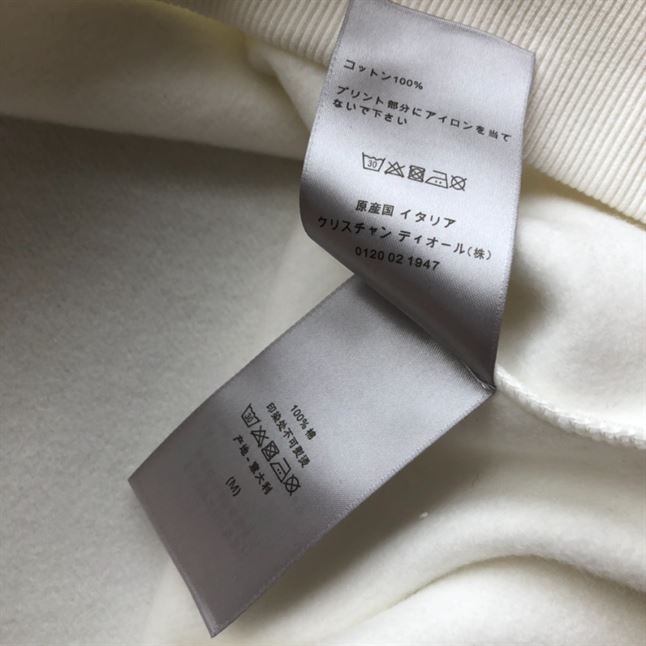 コットン100%
プリント部分にアイロンを当て
ないで下さい
30
原産国 イタリア
クリスチャン ディオール(株)
0120 02 1947
100% 棉
印染处不可熨烫
30
产地 - 意大利
(M)